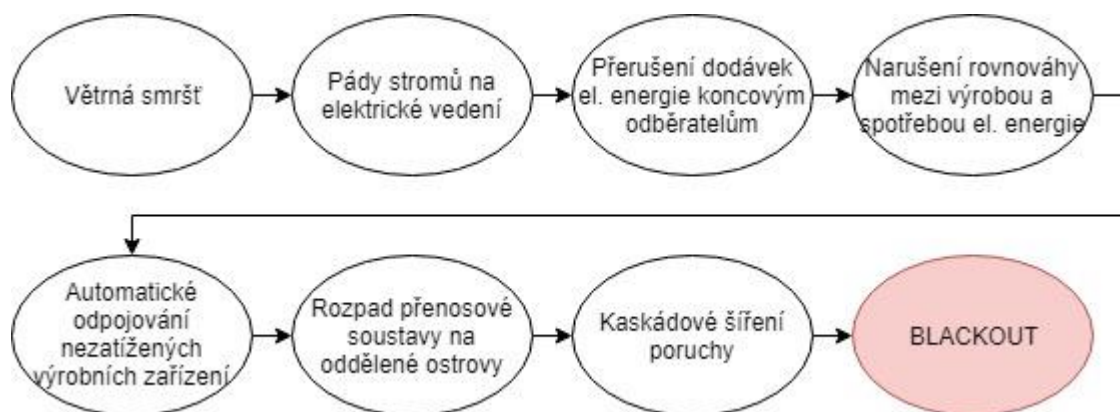 Větrná smršť
Pády stromů na
elektrické vedení
Přerušení dodávek
el. energie koncovým
odběratelům
Narušení rovnováhy
mezi výrobou a
spotřebou el. energie
Automatické
odpojování
nezatížených
výrobních zařízení
Rozpad přenosové
soustavy na
oddělené ostrovy
Kaskádové šíření
poruchy
BLACKOUT